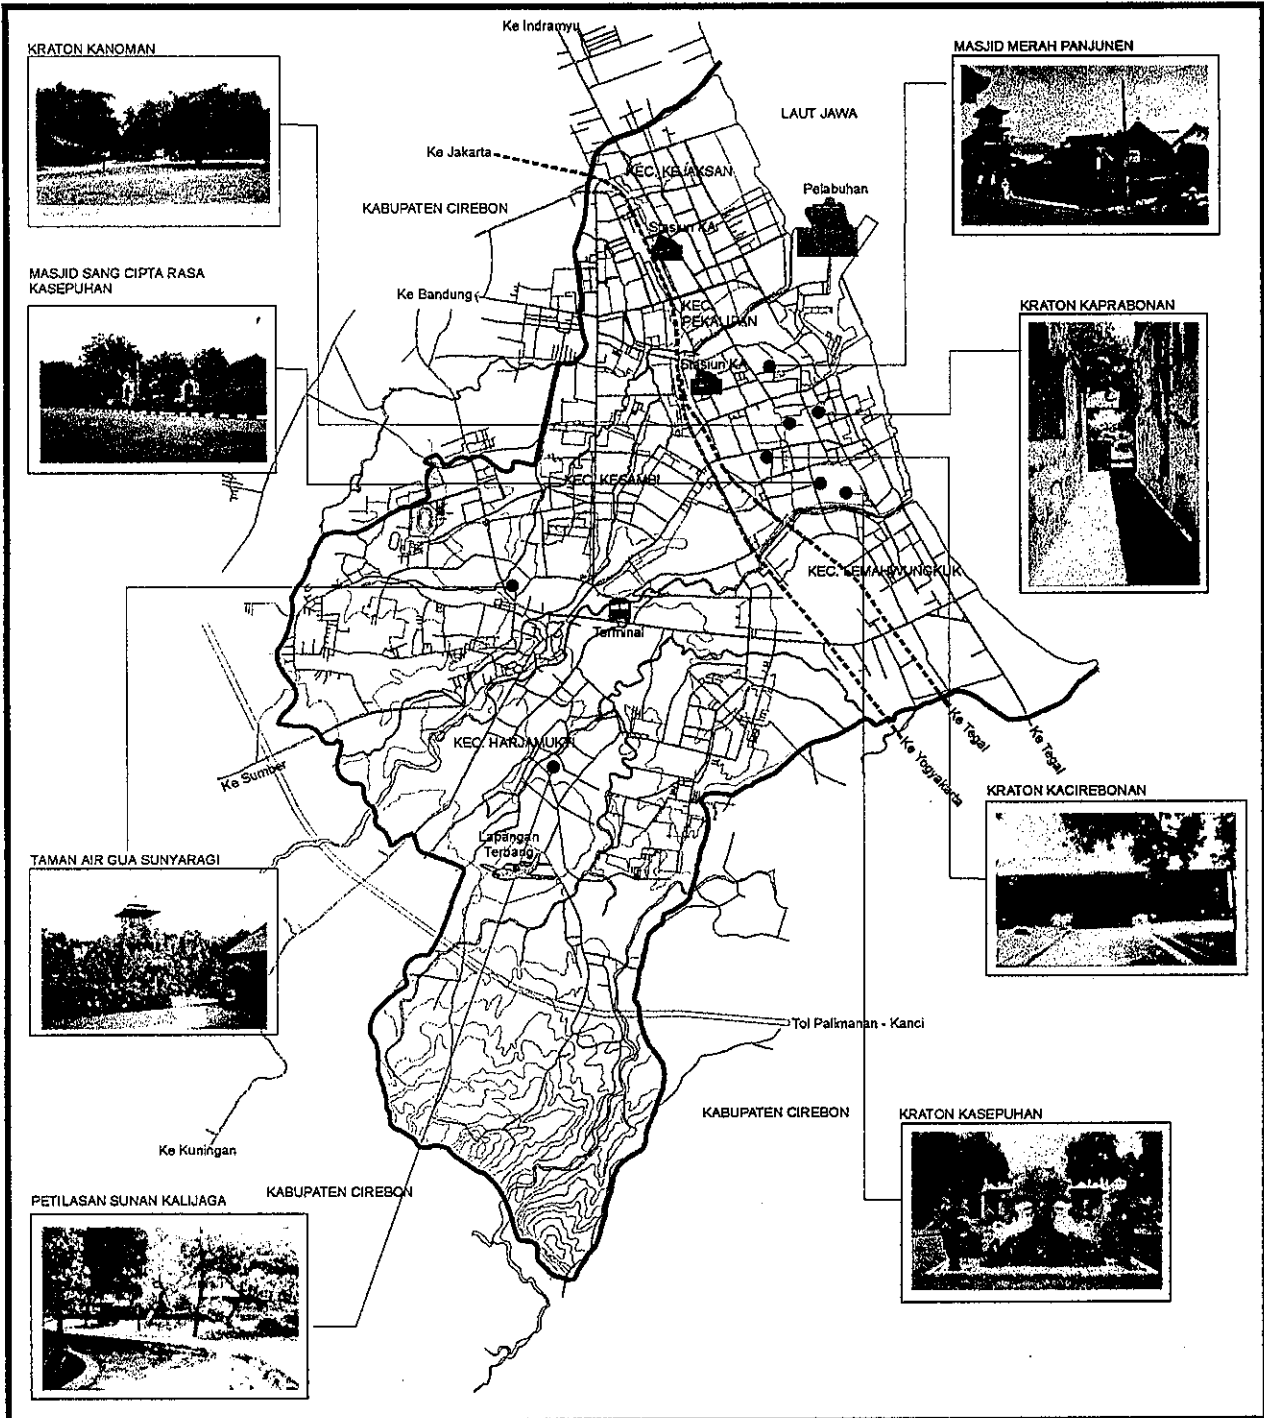 Ke Indramyu
KRATON KANOMAN
MASJID MERAH PANJUNEN
LAUT JAWA
Ke Jakarta
KEC. KEJAKSAN
Pelabuhan
KABUPATEN CIREBON
Stasiun KA
MASJID SANG CIPTA RASA
KASEPUHAN
Ke Bandung
KEC.
PEKALIPAN
KRATON KAPRABONAN
Stasiun KA
KEC. KESAMBI
KEC. LEMAHWUNGKUK
Terminal
KEC. HARJAMUKTI
Ke Sumber
Ke Tegal
Ke Tegal
Ke Yogyakarta
KRATON KACIREBONAN
Lapangan
Terbang
TAMAN AIR GUA SUNYARAGI
Tol Palimanan - Kanci
KABUPATEN CIREBON
KRATON KASEPUHAN
Ke Kuningan
KABUPATEN CIREBON
PETILASAN SUNAN KALIJAGA